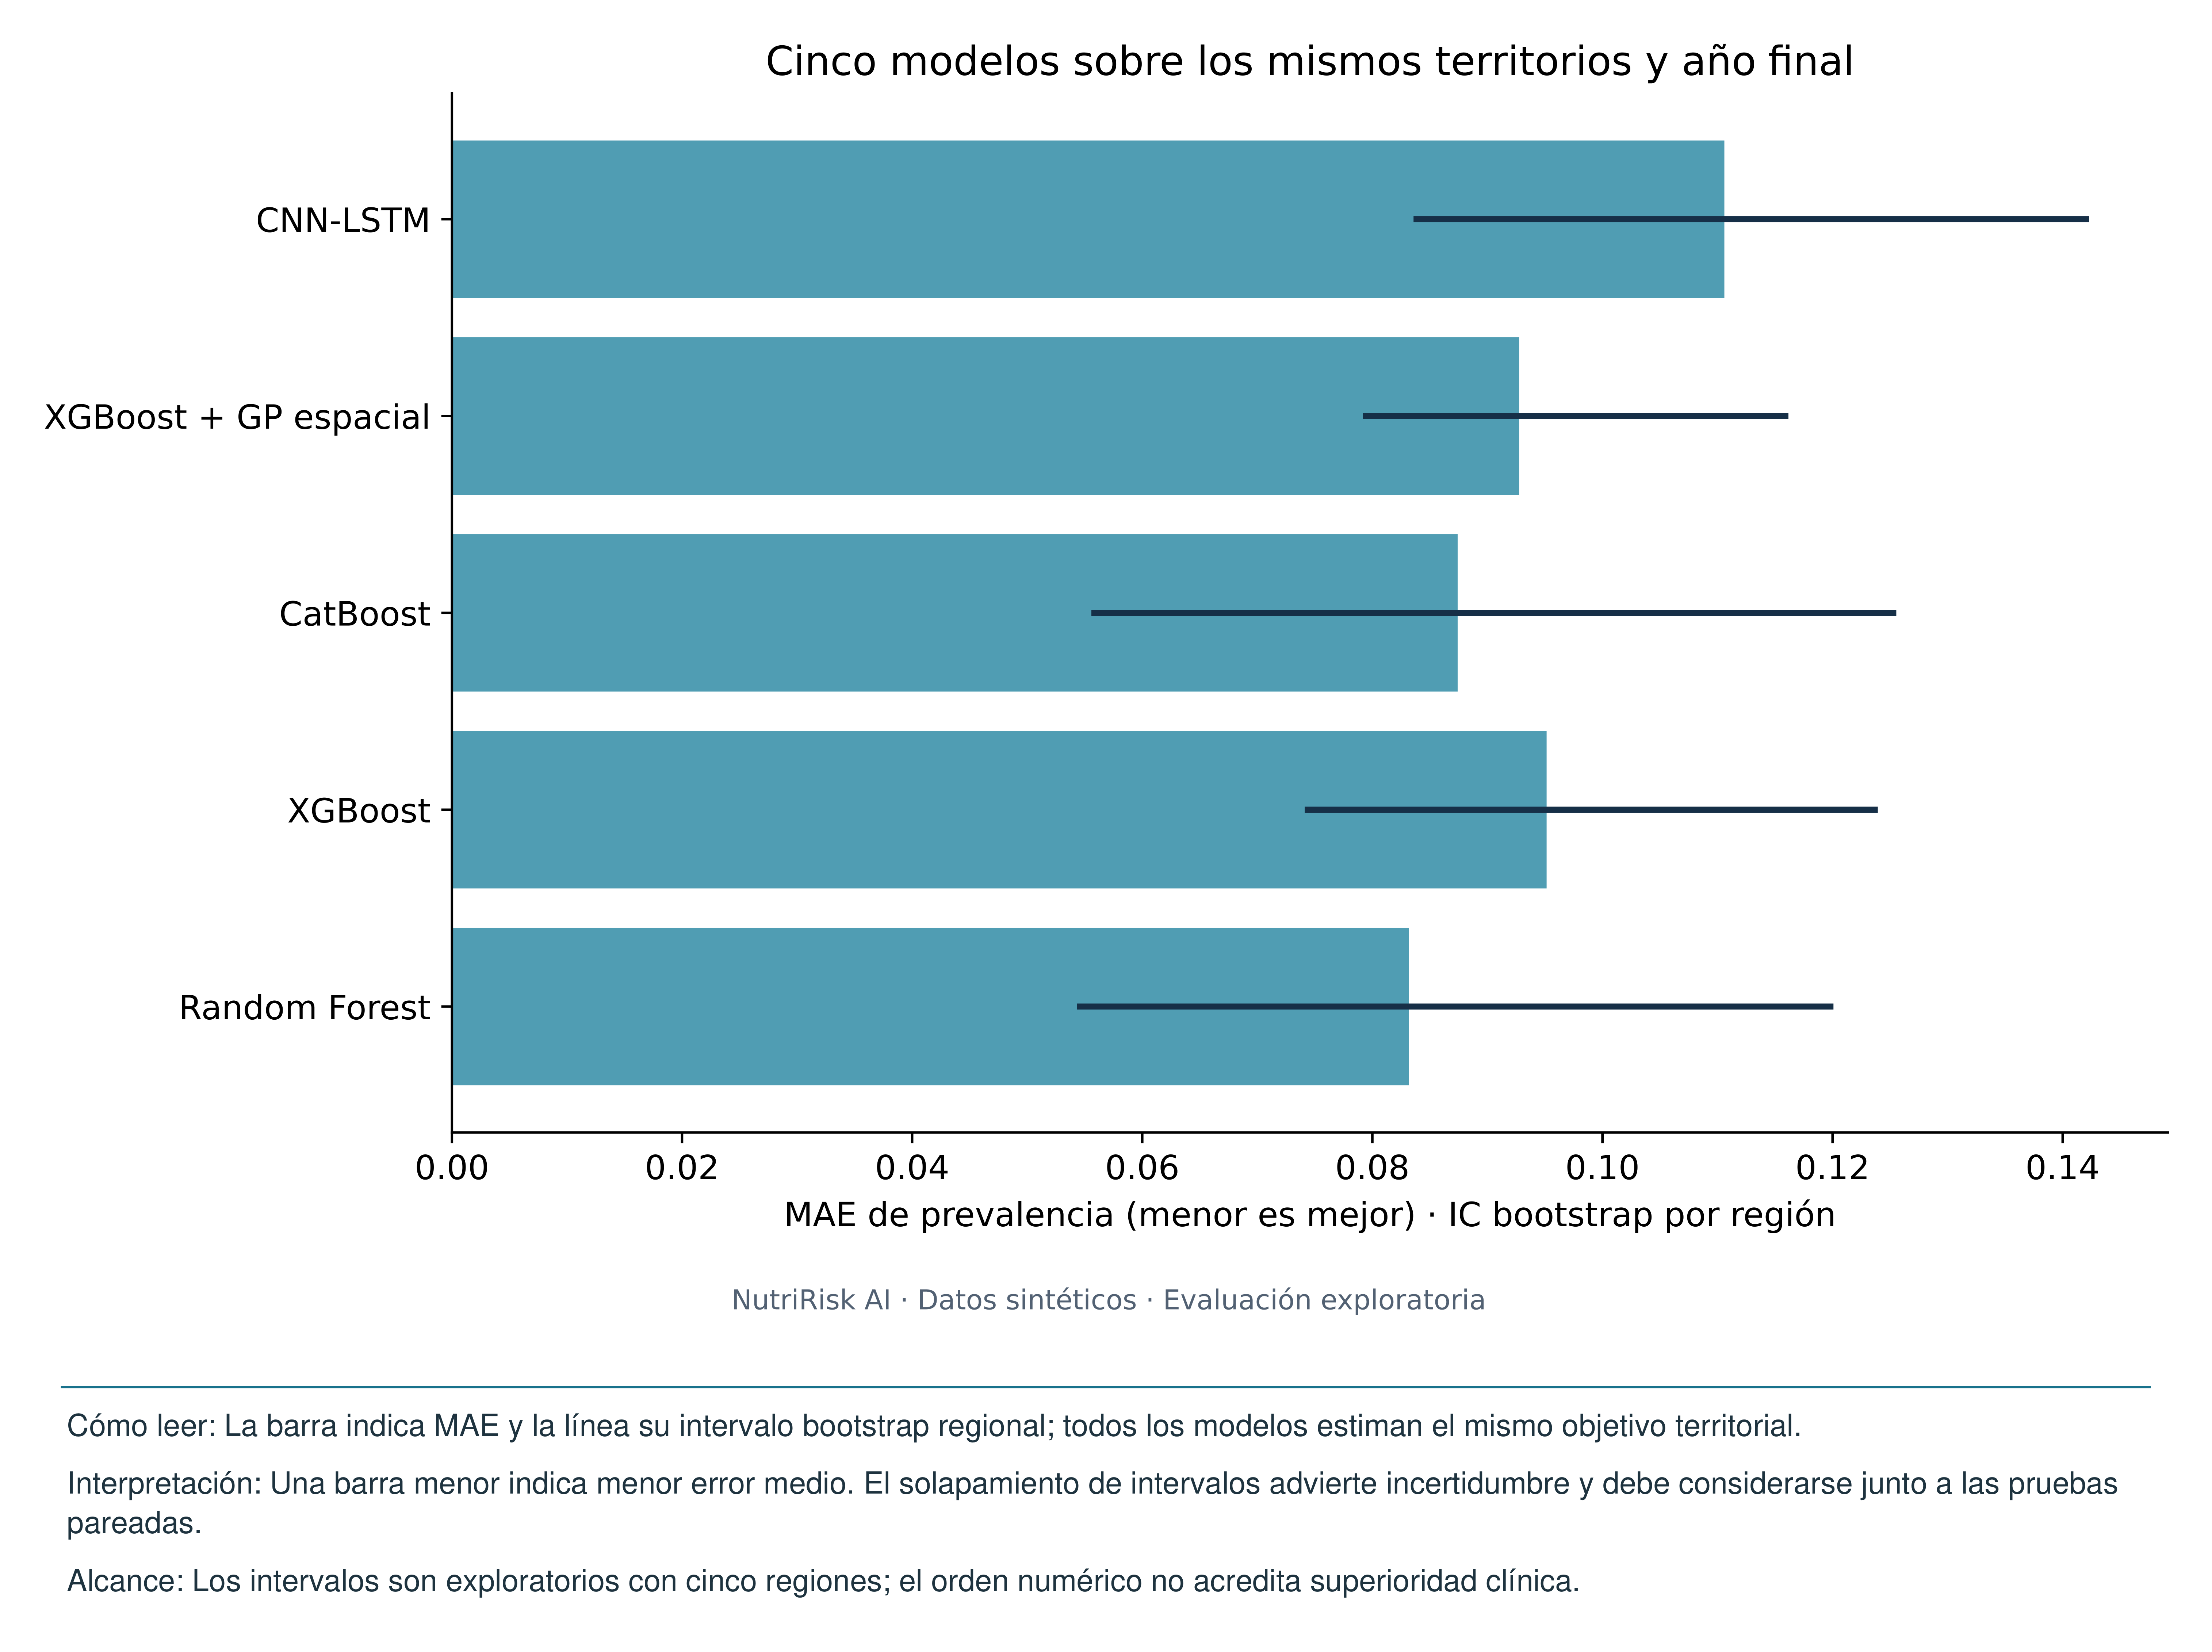 Cinco modelos sobre los mismos territorios y año final
CNN-LSTM
XGBoost + GP espacial
CatBoost
XGBoost
Random Forest
0.00 0.02 0.04 0.06 0.08 0.10 0.12 0.14
MAE de prevalencia (menor es mejor) · IC bootstrap por región
NutriRisk AI · Datos sintéticos · Evaluación exploratoria
Cómo leer: La barra indica MAE y la línea su intervalo bootstrap regional; todos los modelos estiman el mismo objetivo territorial.
Interpretación: Una barra menor indica menor error medio. El solapamiento de intervalos advierte incertidumbre y debe considerarse junto a las pruebas
pareadas.
Alcance: Los intervalos son exploratorios con cinco regiones; el orden numérico no acredita superioridad clínica.